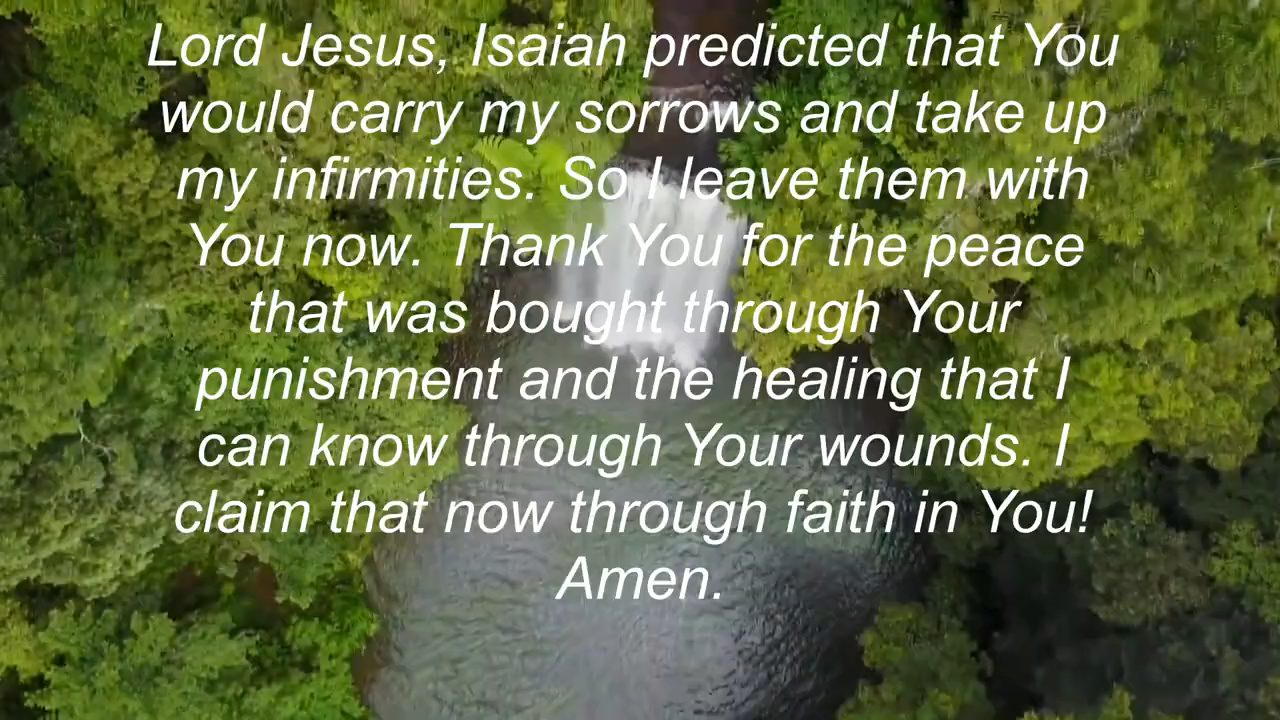 Lord Jesus, Isaiah predicted that You
would carry my sorrows and take up
my infirmities. So I leave them with
You now. Thank You for the peace
that was bought through Your
punishment and the healing that I
can know through Your wounds. I
claim that now through faith in You!
Amen.